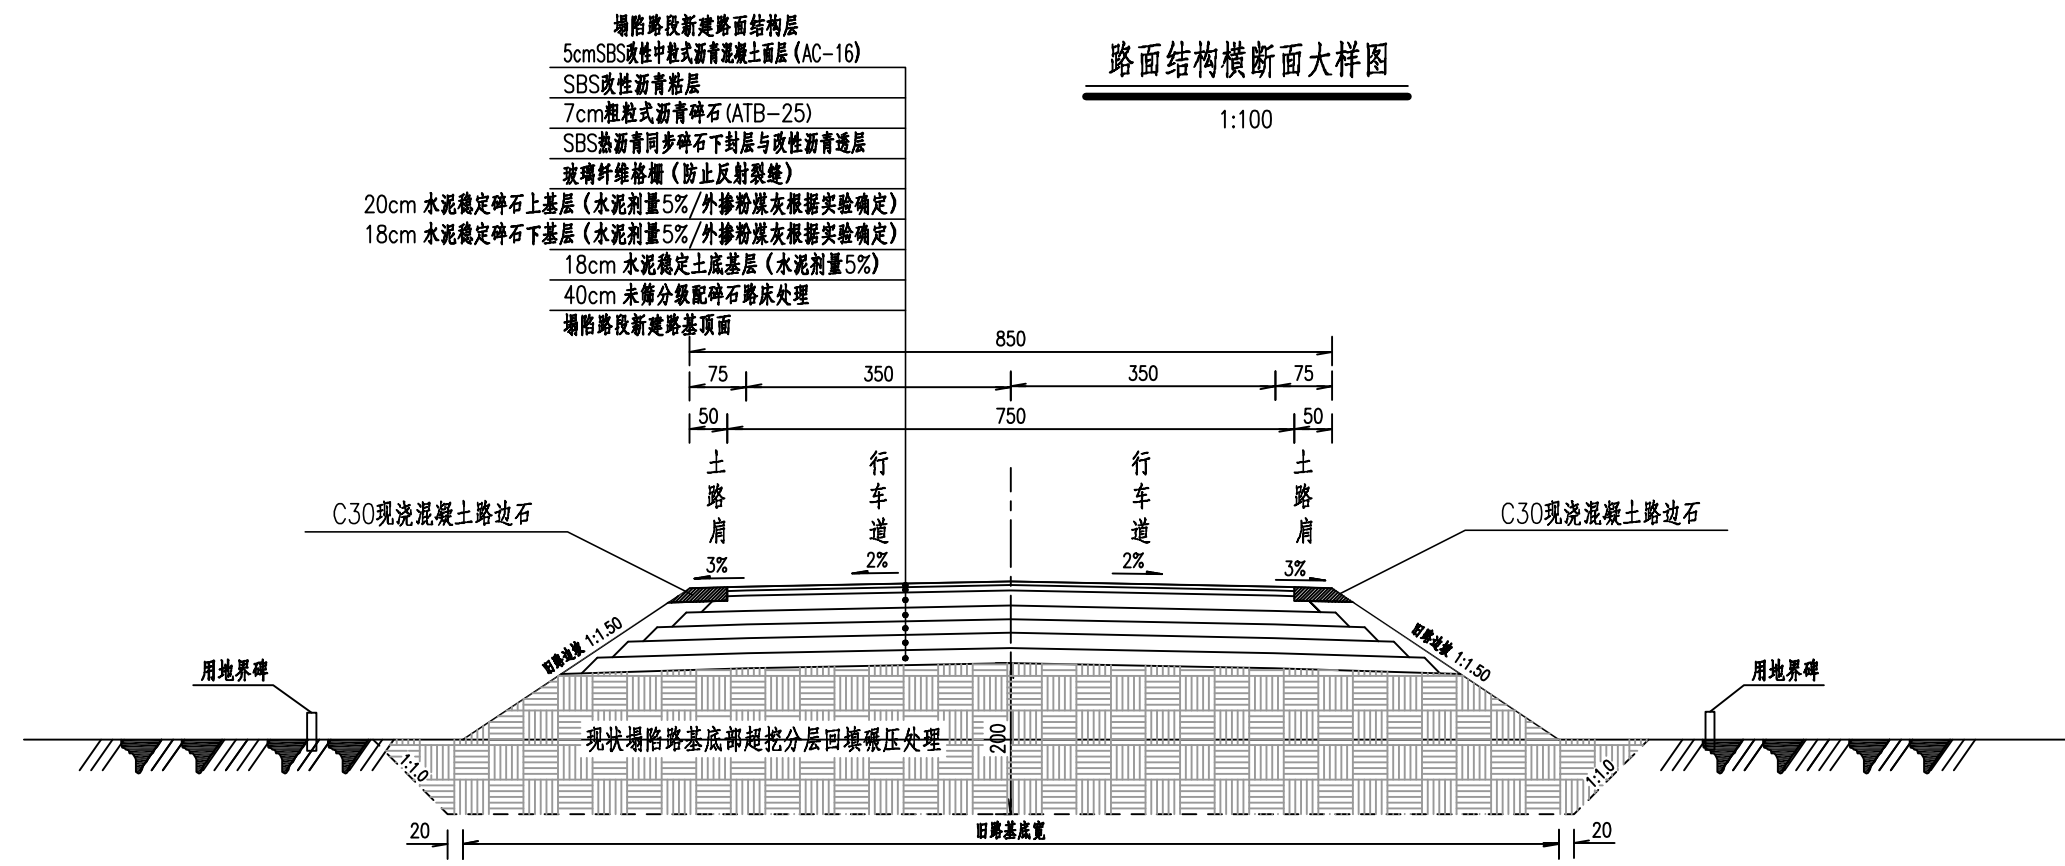 塌陷路段新建路面结构层
5cmSBS改性中粒式沥青混凝土面层(AC-16)
SBS改性沥青粘层
7cm粗粒式沥青碎石(ATB-25)
SBS热沥青同步碎石下封层与改性沥青透层
玻璃纤维格栅(防止反射裂缝)
20cm 水泥稳定碎石上基层(水泥剂量5%/外掺粉煤灰根据实验确定)
18cm 水泥稳定碎石下基层(水泥剂量5%/外掺粉煤灰根据实验确定)
18cm 水泥稳定土底基层(水泥剂量5%)
40cm 未筛分级配碎石路床处理
塌陷路段新建路基顶面
路面结构横断面大样图
1:100
850
75
350
350
75
50
750
50
土路肩
行车道
行车道
土路肩
C30现浇混凝土路边石
C30现浇混凝土路边石
3%
2%
2%
3%
旧路边坡 1:1.50
旧路边坡 1:1.50
用地界碑
用地界碑
现状塌陷路基底部超挖分层回填碾压处理
200
1:1.0
1:1.0
20
旧路基底宽
20